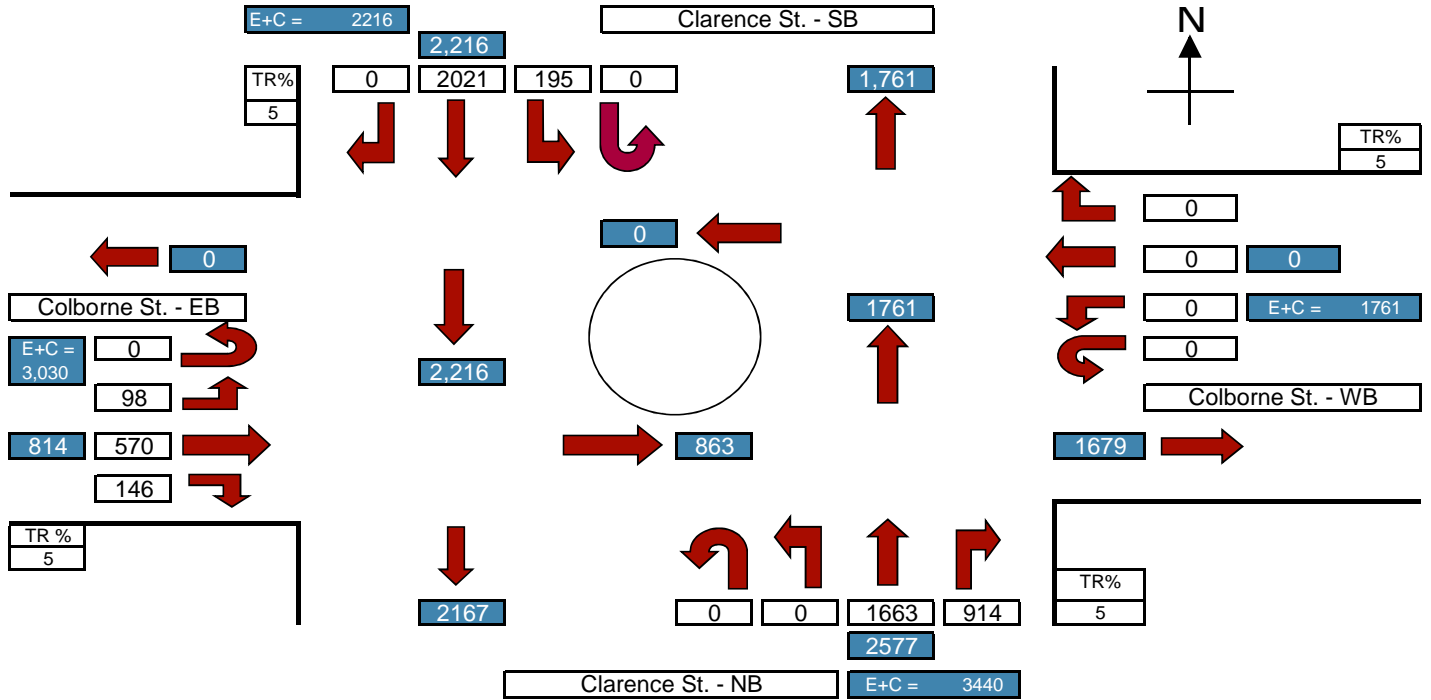 E+C = 2216
Clarence St. - SB
N
2,216
TR%
5
0 2021 195 0
1,761
TR%
5
0
0
0
0 0
Colborne St. - EB
1761
0 E+C = 1761
E+C =
3,030
0
0
2,216
98
Colborne St. - WB
814 570
863
1679
146
TR %
5
TR%
5
2167
0 0 1663 914
2577
Clarence St. - NB
E+C = 3440